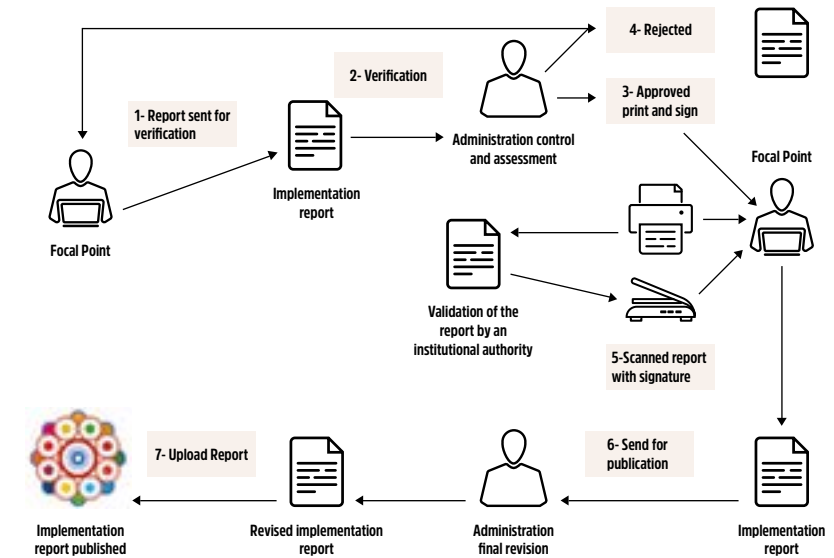 4- Rejected
2- Verification
3- Approved
print and sign
1- Report sent for
verification
Administration control
and assessment
Focal Point
Implementation
report
Focal Point
Validation of the
report by an
institutional authority
5-Scanned report
with signature
6- Send for
publication
7- Upload Report
Implementation
report published
Revised implementation
report
Administration
final revision
Implementation
report